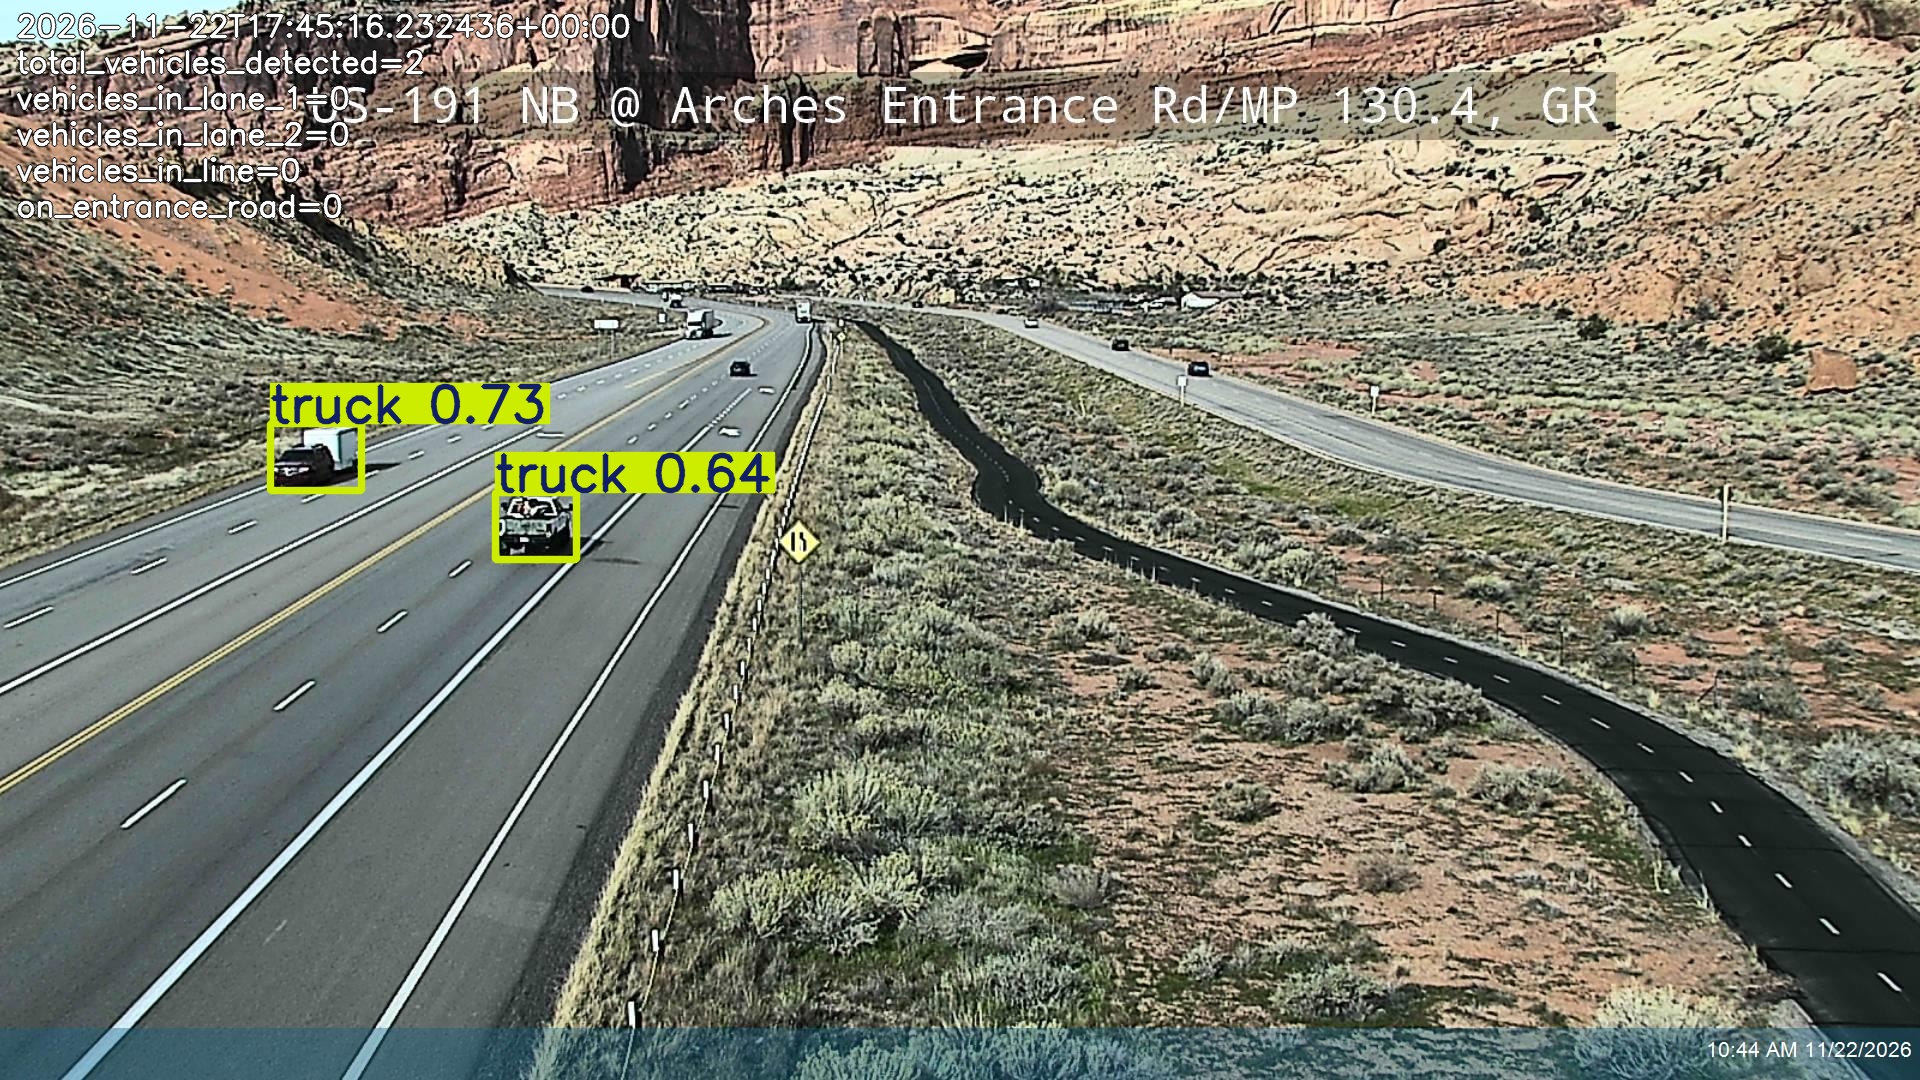 2026-11-22T17:45:16.232436+00:00
total_vehicles_detected=2
vehicles_in_lane_1=0
US-191 NB @ Arches Entrance Rd/MP 130.4, GR
vehicles_in_lane_2=0
vehicles_in_line=0
on_entrance_road=0
truck 0.73
truck 0.64
10:44 AM 11/22/2026